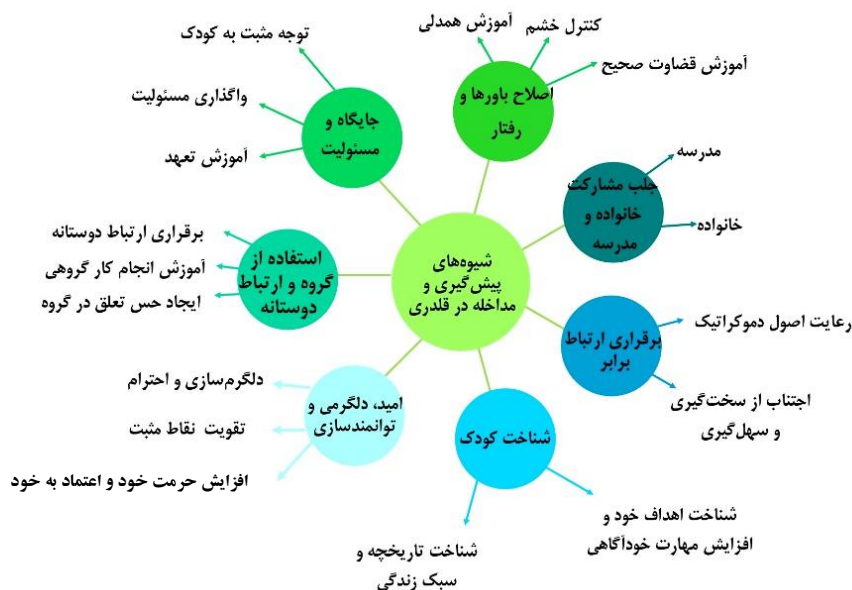 شیوه‌های
پیش‌گیری و
مداخله در قلدری
اصلاح باورها و
رفتار
آموزش همدلی
کنترل خشم
آموزش قضاوت صحیح
جلب مشارکت
خانواده و
مدرسه
مدرسه
خانواده
برقراری ارتباط
برابر
رعایت اصول دموکراتیک
اجتناب از سخت‌گیری
و سهل‌گیری
شناخت کودک
شناخت اهداف خود و
افزایش مهارت خودآگاهی
شناخت تاریخچه و
سبک زندگی
امید، دلگرمی و
توانمندسازی
دلگرم‌سازی و احترام
تقویت نقاط مثبت
افزایش حرمت خود و اعتماد به خود
استفاده از
گروه و ارتباط
دوستانه
برقراری ارتباط دوستانه
آموزش انجام کار گروهی
ایجاد حس تعلق در گروه
جایگاه و
مسئولیت
توجه مثبت به کودک
واگذاری مسئولیت
آموزش تعهد